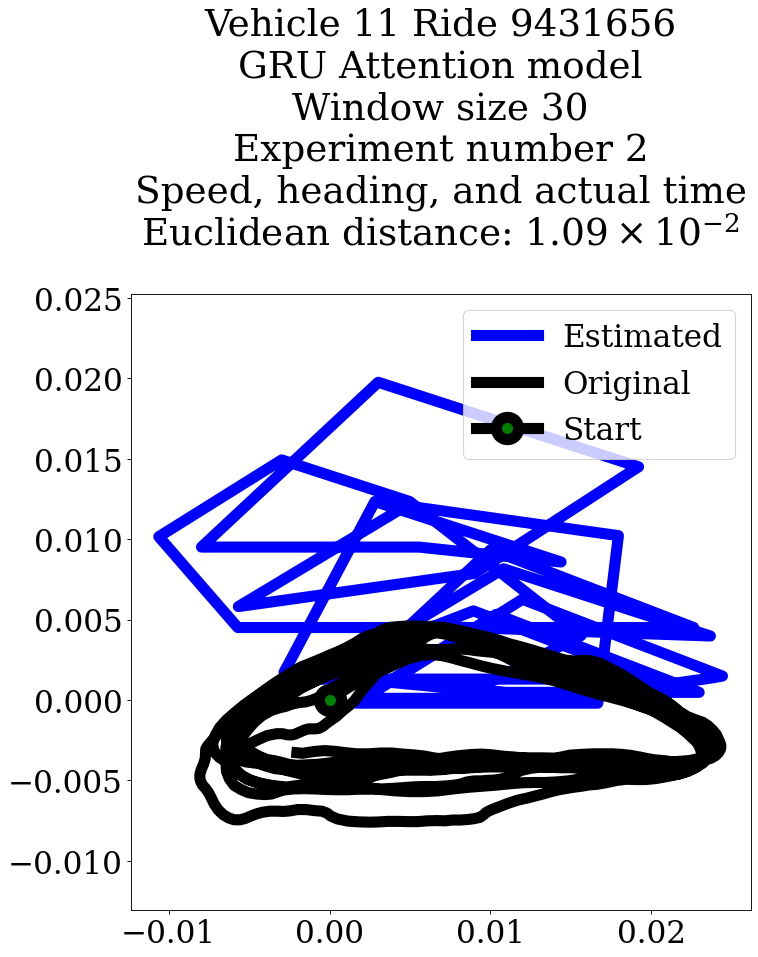 Vehicle 11 Ride 9431656
GRU Attention model
Window size 30
Experiment number 2
Speed, heading, and actual time
Euclidean distance: 1.09 × 10⁻²
0.025
0.020
0.015
0.010
0.005
0.000
−0.005
−0.010
Estimated
Original
Start
−0.01 0.00 0.01 0.02